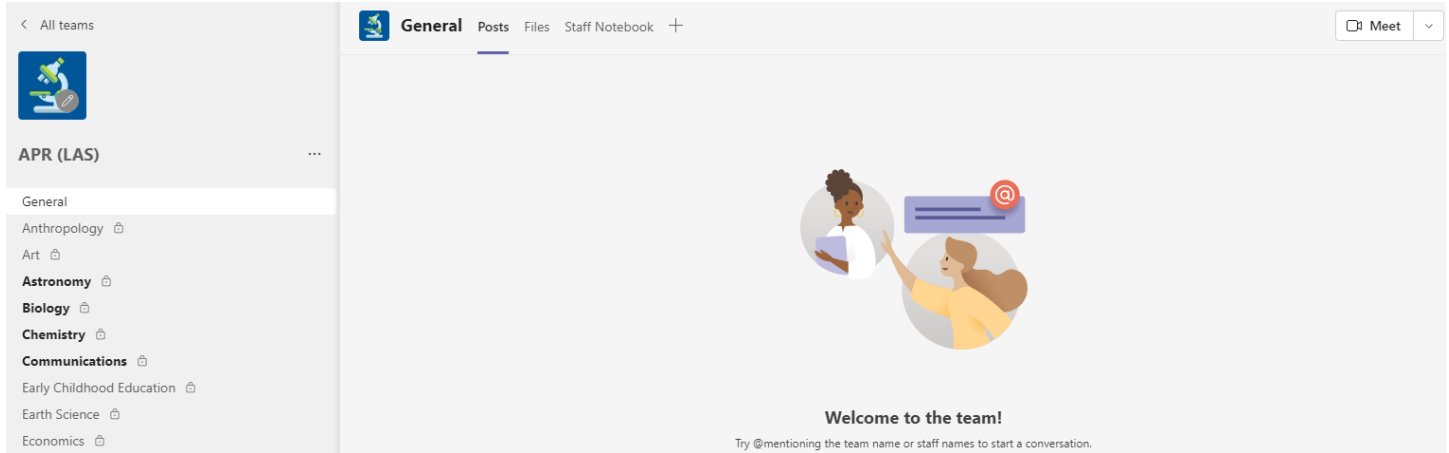 All teams
APR (LAS)
...
General
Anthropology
Art
Astronomy
Biology
Chemistry
Communications
Early Childhood Education
Earth Science
Economics
General Posts Files Staff Notebook +
Meet
@
Welcome to the team!
Try @mentioning the team name or staff names to start a conversation.